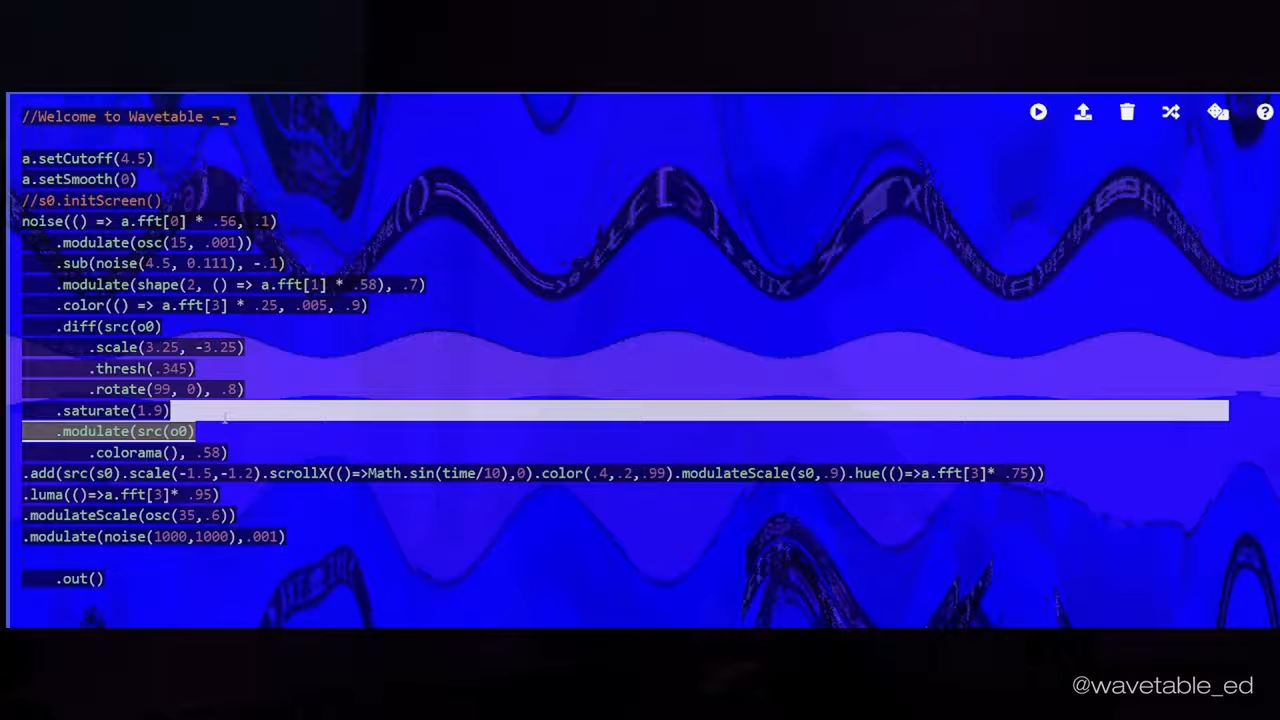 //Welcome to Wavetable ¬_¬
a.setCutoff(4.5)
a.setSmooth(0)
//s0.initScreen()
noise(() => a.fft[0] * .56, .1)
.modulate(osc(15, .001))
.sub(noise(4.5, 0.111), -.1)
.modulate(shape(2, () => a.fft[1] * .58), .7)
.color(() => a.fft[3] * .25, .005, .9)
.diff(src(o0)
.scale(3.25, -3.25)
.thresh(.345)
.rotate(99, 0), .8)
.saturate(1.9)
.modulate(src(o0)
.colorama(), .58)
.add(src(s0).scale(-1.5,-1.2).scrollX(()=>Math.sin(time/10),0).color(.4,.2,.99).modulateScale(s0,.9).hue(()=>a.fft[3]* .75))
.luma(()=>a.fft[3]* .95)
.modulateScale(osc(35,.6))
.modulate(noise(1000,1000),.001)
.out()
@wavetable_ed